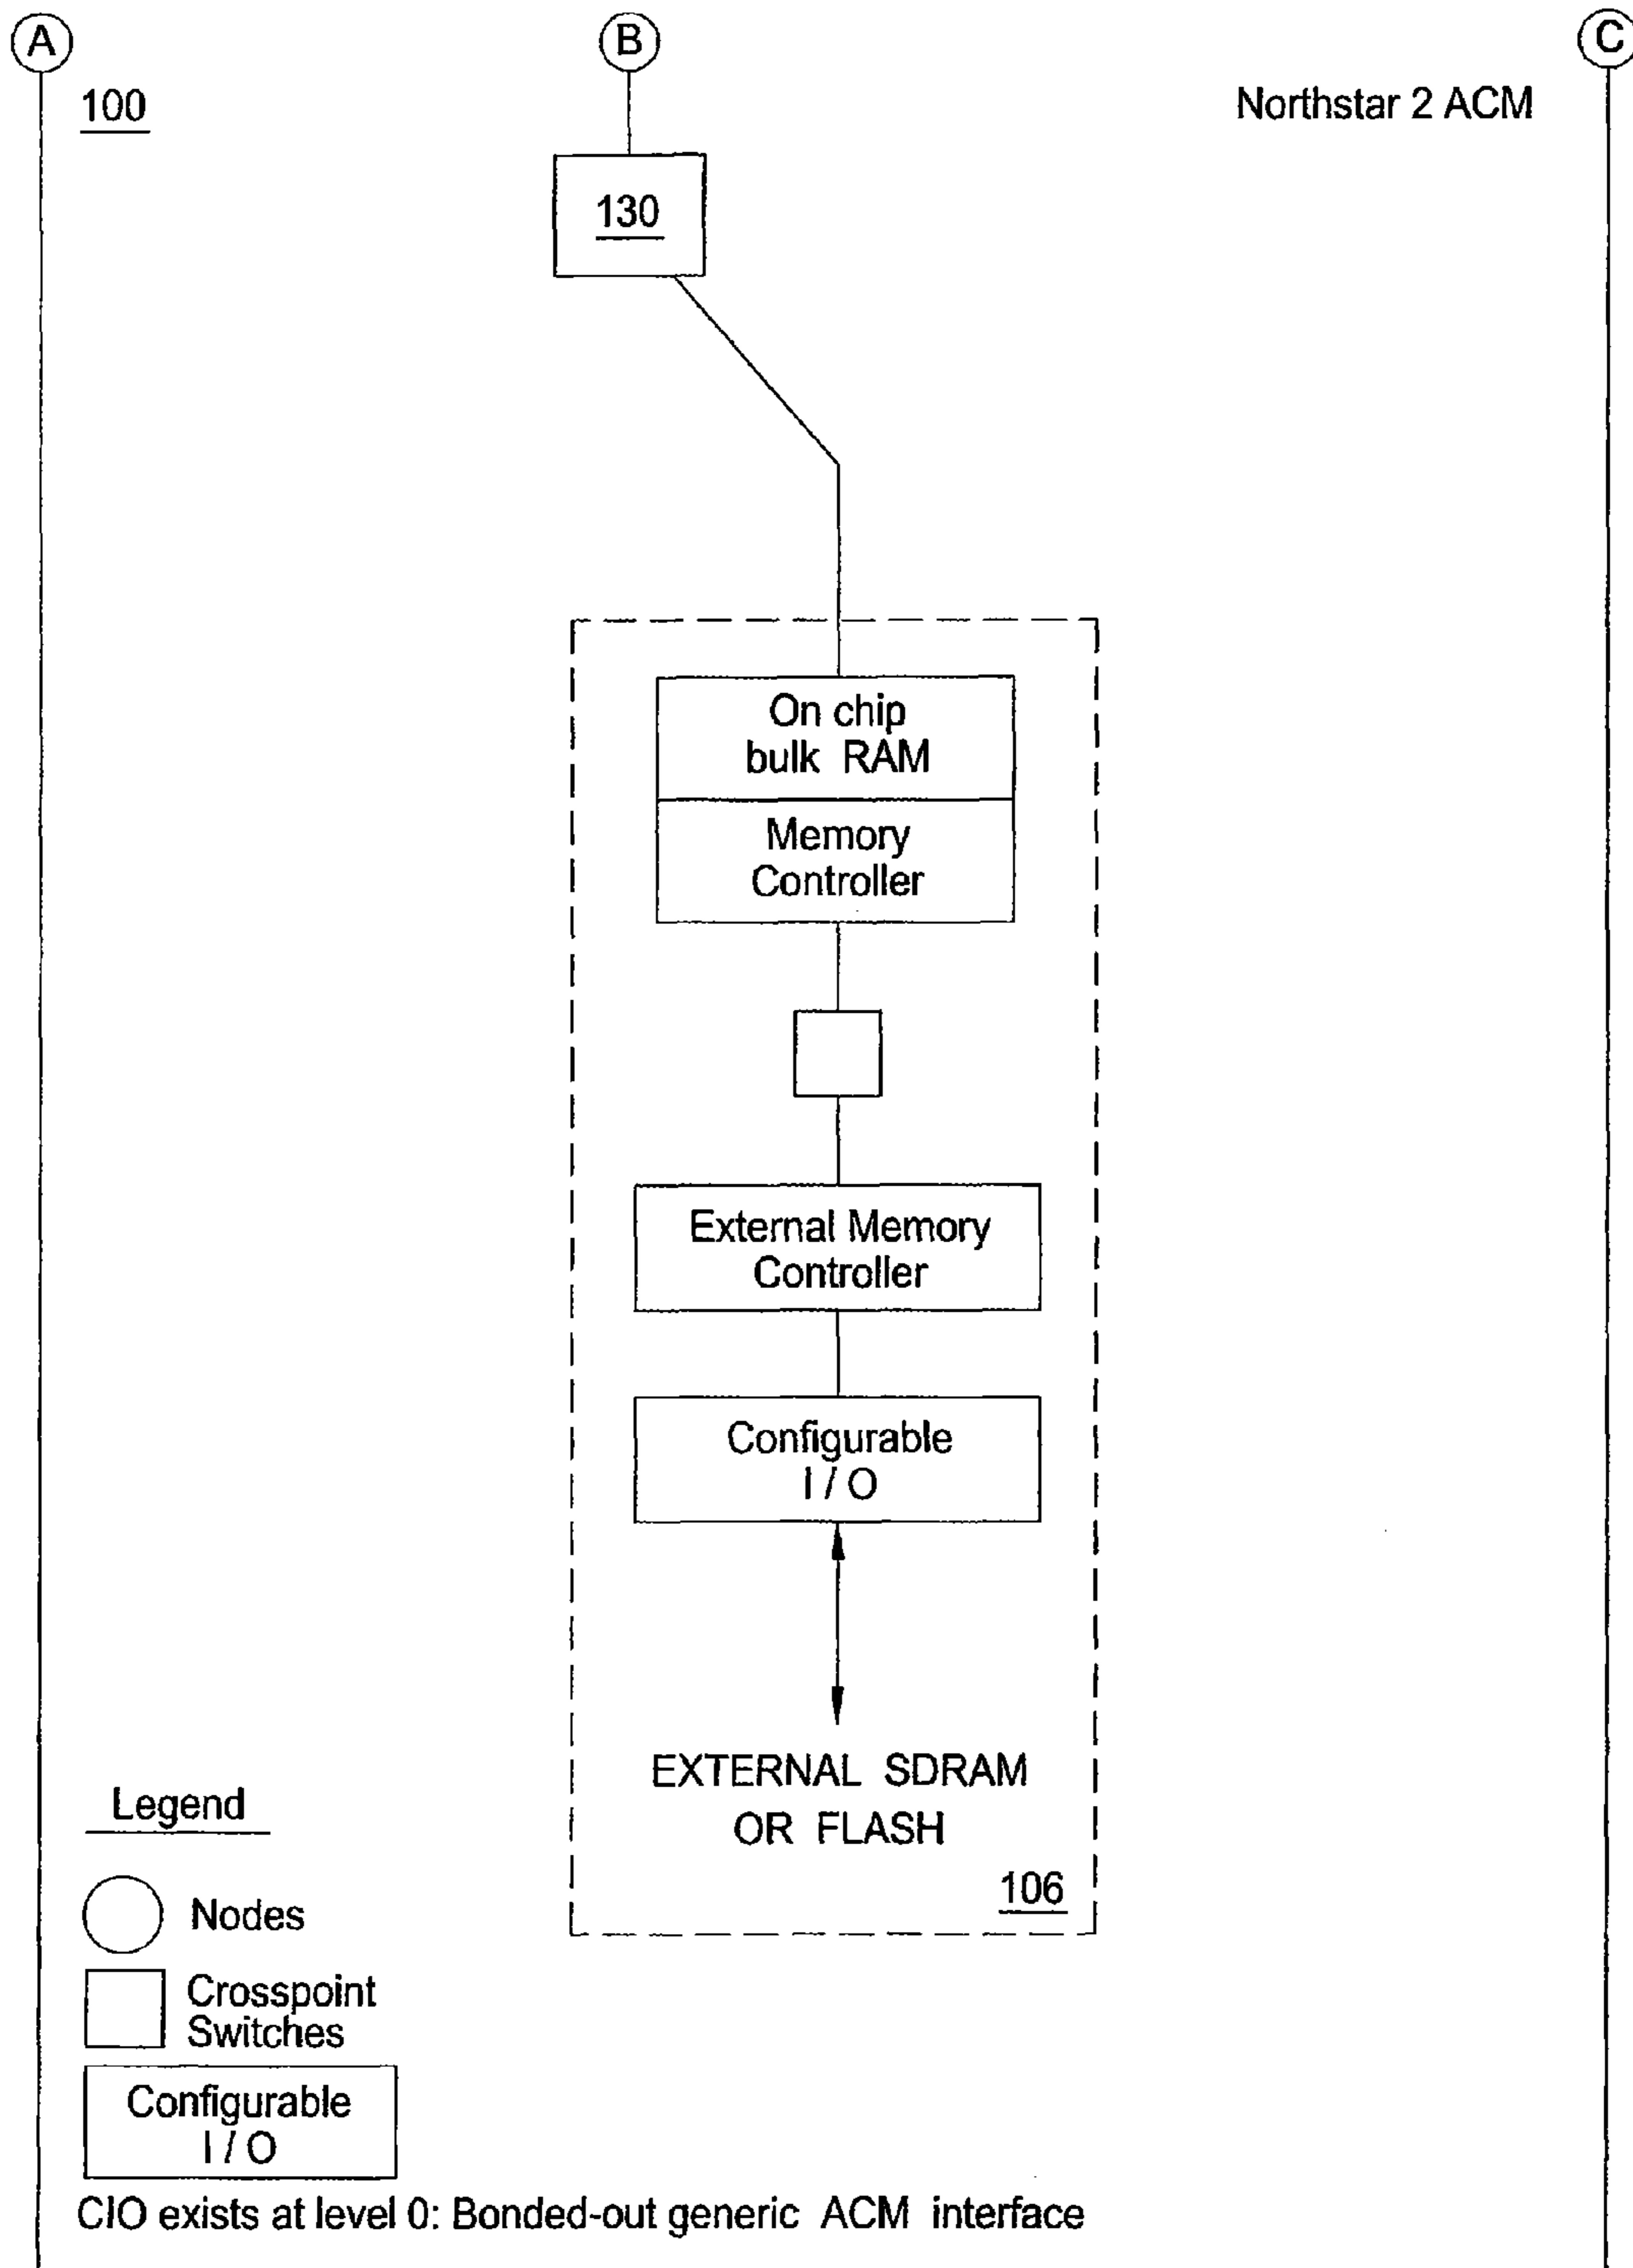 A
B
C
100
Northstar 2 ACM
130
On chip
bulk RAM
Memory
Controller
External Memory
Controller
Configurable
I / O
EXTERNAL SDRAM
OR FLASH
106
Legend
Nodes
Crosspoint
Switches
Configurable
I / O
CIO exists at level 0: Bonded-out generic ACM interface